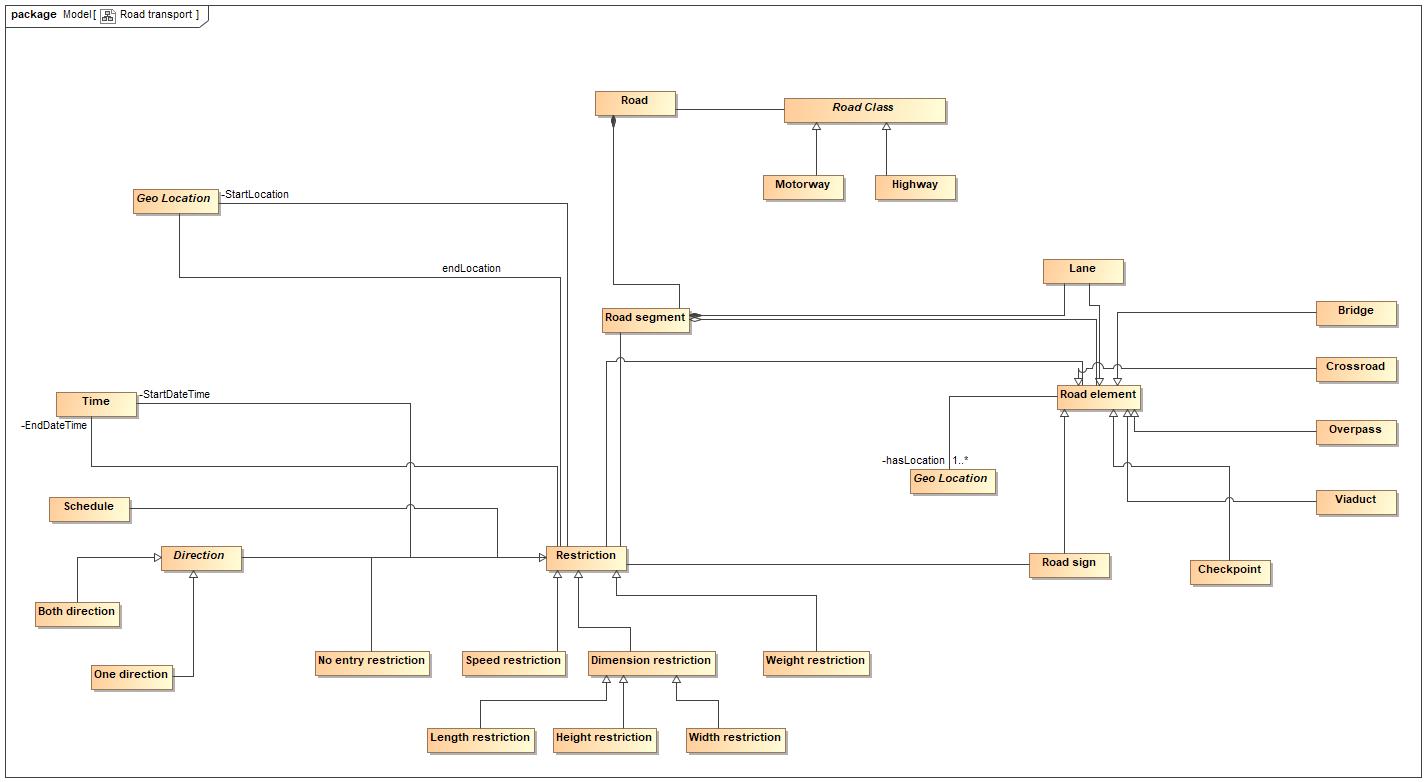 package Model[ Road transport ]
Road
Road Class
Motorway
Highway
Geo Location
-StartLocation
endLocation
Lane
Road segment
Bridge
Crossroad
Road element
Time
-StartDateTime
-EndDateTime
Overpass
-hasLocation
1..*
Geo Location
Viaduct
Schedule
Direction
Restriction
Road sign
Checkpoint
Both direction
One direction
No entry restriction
Speed restriction
Dimension restriction
Weight restriction
Length restriction
Height restriction
Width restriction